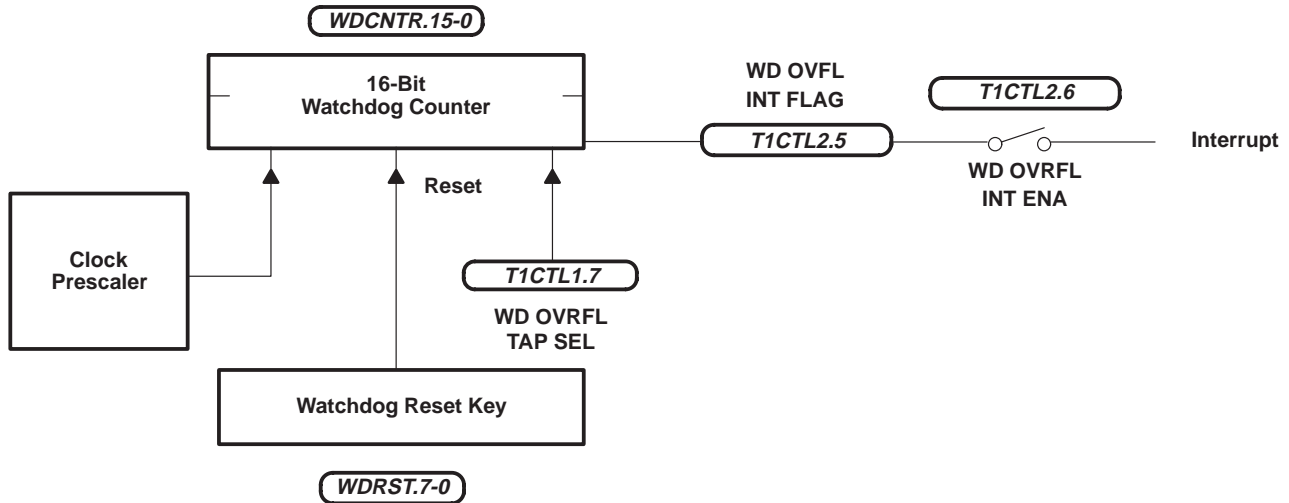 WDCNTR.15-0
16-Bit
Watchdog Counter
WD OVFL
INT FLAG
T1CTL2.5
T1CTL2.6
WD OVRFL
INT ENA
Interrupt
Reset
Clock
Prescaler
T1CTL1.7
WD OVRFL
TAP SEL
Watchdog Reset Key
WDRST.7-0